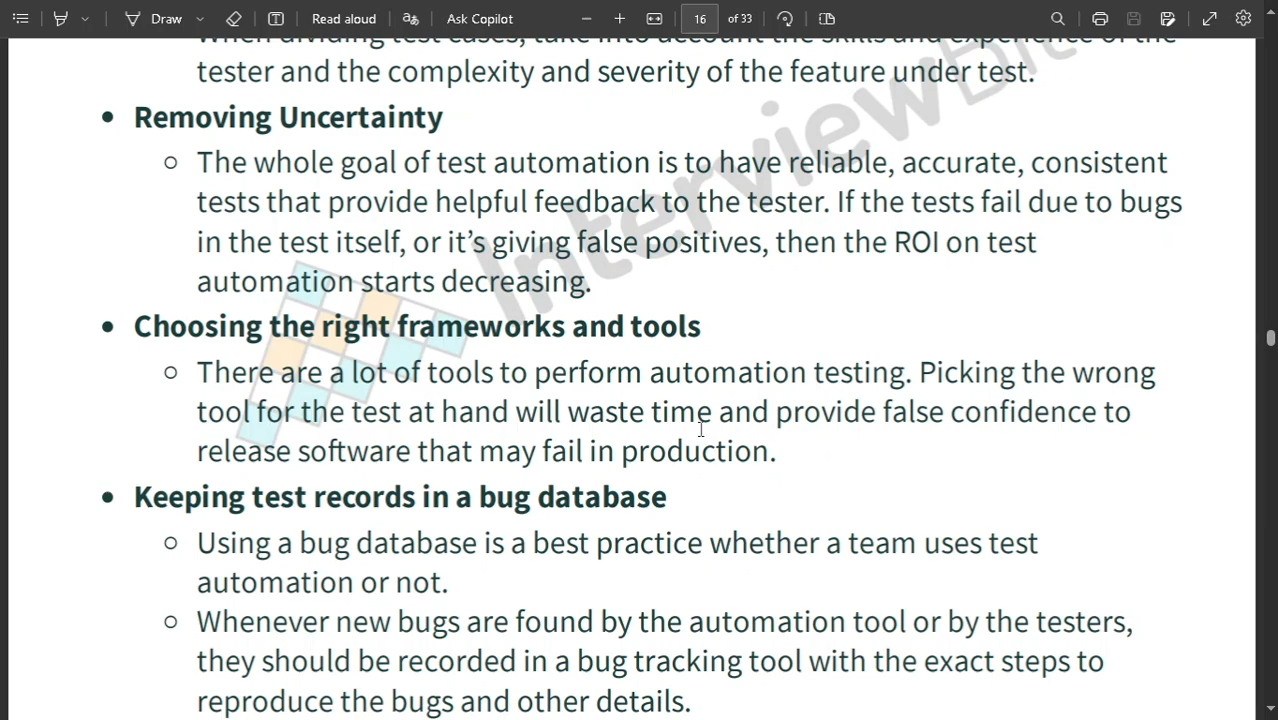 Draw
Read aloud
aあ
Ask Copilot
16
of 33
When dividing test cases, take into account the skills and experience of the
tester and the complexity and severity of the feature under test.
• Removing Uncertainty
○ The whole goal of test automation is to have reliable, accurate, consistent
tests that provide helpful feedback to the tester. If the tests fail due to bugs
in the test itself, or it’s giving false positives, then the ROI on test
automation starts decreasing.
• Choosing the right frameworks and tools
○ There are a lot of tools to perform automation testing. Picking the wrong
tool for the test at hand will waste time and provide false confidence to
release software that may fail in production.
• Keeping test records in a bug database
○ Using a bug database is a best practice whether a team uses test
automation or not.
○ Whenever new bugs are found by the automation tool or by the testers,
they should be recorded in a bug tracking tool with the exact steps to
reproduce the bugs and other details.
InterviewBit